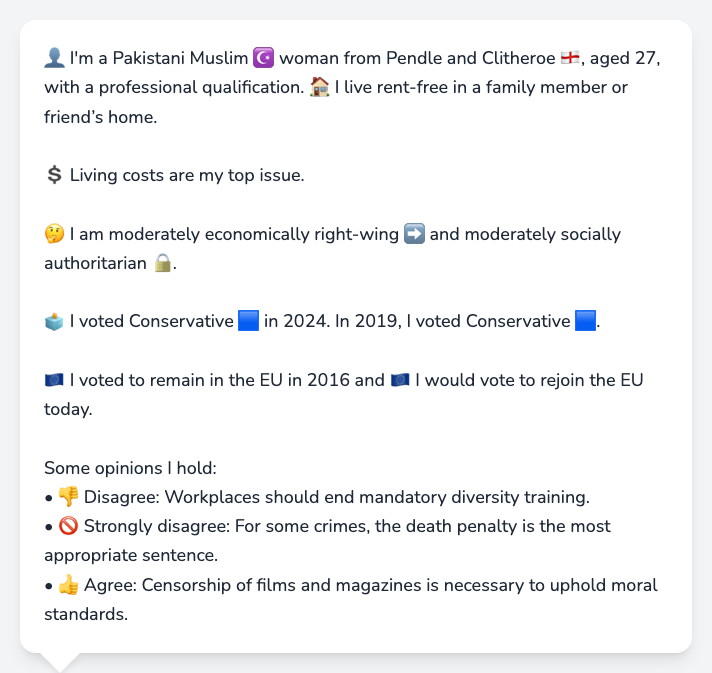 👤 I'm a Pakistani Muslim ☪️ woman from Pendle and Clitheroe 🏴󠁧󠁢󠁥󠁮󠁧󠁿, aged 27,
with a professional qualification. 🏠 I live rent-free in a family member or
friend’s home.
💲 Living costs are my top issue.
🤔 I am moderately economically right-wing ➡️ and moderately socially
authoritarian 🔒.
🗳️ I voted Conservative 🟦 in 2024. In 2019, I voted Conservative 🟦.
🇪🇺 I voted to remain in the EU in 2016 and 🇪🇺 I would vote to rejoin the EU
today.
Some opinions I hold:
• 👎 Disagree: Workplaces should end mandatory diversity training.
• 🚫 Strongly disagree: For some crimes, the death penalty is the most
appropriate sentence.
• 👍 Agree: Censorship of films and magazines is necessary to uphold moral
standards.